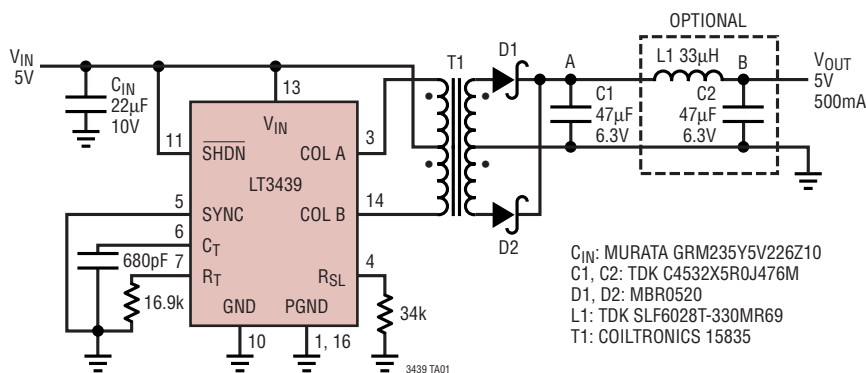 OPTIONAL
VIN
5V
CIN
22µF
10V
13
VIN
11
SHDN
COL A
3
LT3439
5
SYNC
COL B
14
6
CT
680pF
7
RT
RSL
4
16.9k
34k
GND
PGND
10
1, 16
3439 TA01
T1
D1
D2
A
L1 33µH
B
C1
47µF
6.3V
C2
47µF
6.3V
VOUT
5V
500mA
CIN: MURATA GRM235Y5V226Z10
C1, C2: TDK C4532X5R0J476M
D1, D2: MBR0520
L1: TDK SLF6028T-330MR69
T1: COILTRONICS 15835